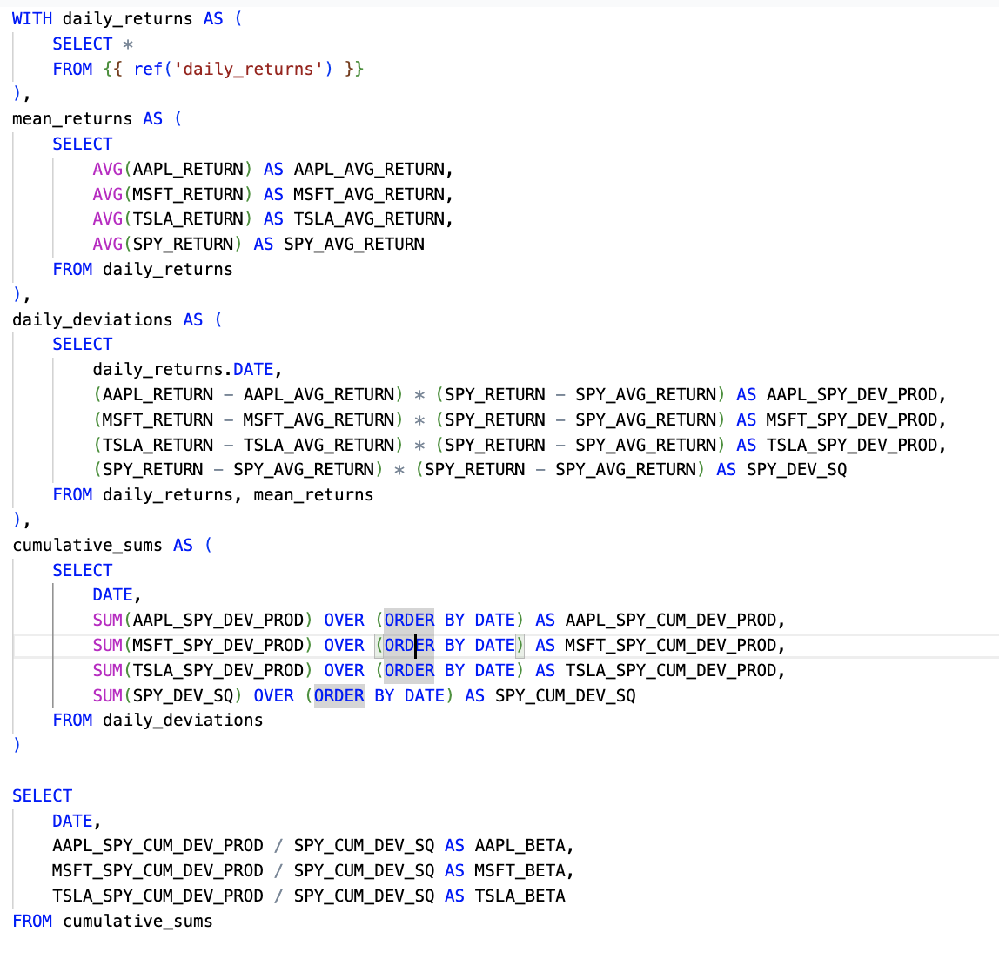 WITH daily_returns AS (
SELECT *
FROM {{ ref('daily_returns') }}
),
mean_returns AS (
SELECT
AVG(AAPL_RETURN) AS AAPL_AVG_RETURN,
AVG(MSFT_RETURN) AS MSFT_AVG_RETURN,
AVG(TSLA_RETURN) AS TSLA_AVG_RETURN,
AVG(SPY_RETURN) AS SPY_AVG_RETURN
FROM daily_returns
),
daily_deviations AS (
SELECT
daily_returns.DATE,
(AAPL_RETURN - AAPL_AVG_RETURN) * (SPY_RETURN - SPY_AVG_RETURN) AS AAPL_SPY_DEV_PROD,
(MSFT_RETURN - MSFT_AVG_RETURN) * (SPY_RETURN - SPY_AVG_RETURN) AS MSFT_SPY_DEV_PROD,
(TSLA_RETURN - TSLA_AVG_RETURN) * (SPY_RETURN - SPY_AVG_RETURN) AS TSLA_SPY_DEV_PROD,
(SPY_RETURN - SPY_AVG_RETURN) * (SPY_RETURN - SPY_AVG_RETURN) AS SPY_DEV_SQ
FROM daily_returns, mean_returns
),
cumulative_sums AS (
SELECT
DATE,
SUM(AAPL_SPY_DEV_PROD) OVER (ORDER BY DATE) AS AAPL_SPY_CUM_DEV_PROD,
SUM(MSFT_SPY_DEV_PROD) OVER (ORDER BY DATE) AS MSFT_SPY_CUM_DEV_PROD,
SUM(TSLA_SPY_DEV_PROD) OVER (ORDER BY DATE) AS TSLA_SPY_CUM_DEV_PROD,
SUM(SPY_DEV_SQ) OVER (ORDER BY DATE) AS SPY_CUM_DEV_SQ
FROM daily_deviations
)
SELECT
DATE,
AAPL_SPY_CUM_DEV_PROD / SPY_CUM_DEV_SQ AS AAPL_BETA,
MSFT_SPY_CUM_DEV_PROD / SPY_CUM_DEV_SQ AS MSFT_BETA,
TSLA_SPY_CUM_DEV_PROD / SPY_CUM_DEV_SQ AS TSLA_BETA
FROM cumulative_sums